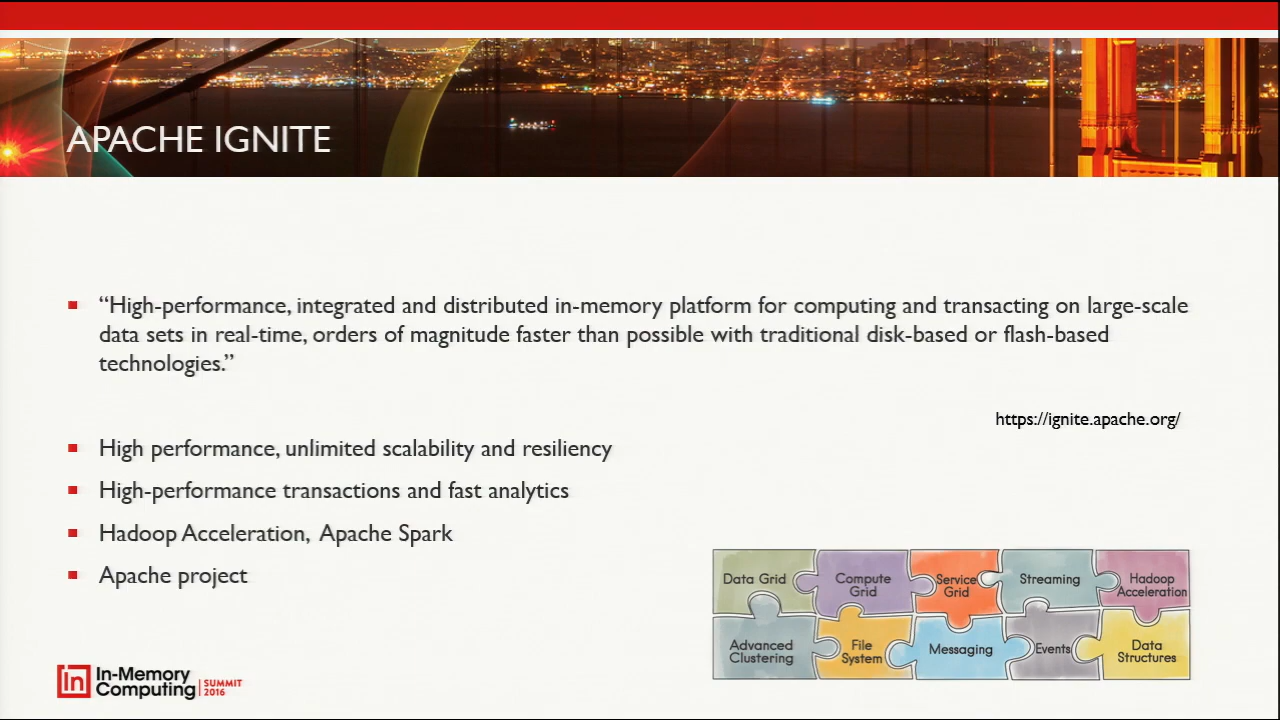 APACHE IGNITE
“High-performance, integrated and distributed in-memory platform for computing and transacting on large-scale
data sets in real-time, orders of magnitude faster than possible with traditional disk-based or flash-based
technologies.”
https://ignite.apache.org/
High performance, unlimited scalability and resiliency
High-performance transactions and fast analytics
Hadoop Acceleration, Apache Spark
Apache project
Data Grid
Compute
Grid
Service
Grid
Streaming
Hadoop
Acceleration
Advanced
Clustering
File
System
Messaging
Events
Data
Structures
in
In-Memory
Computing
SUMMIT
2016